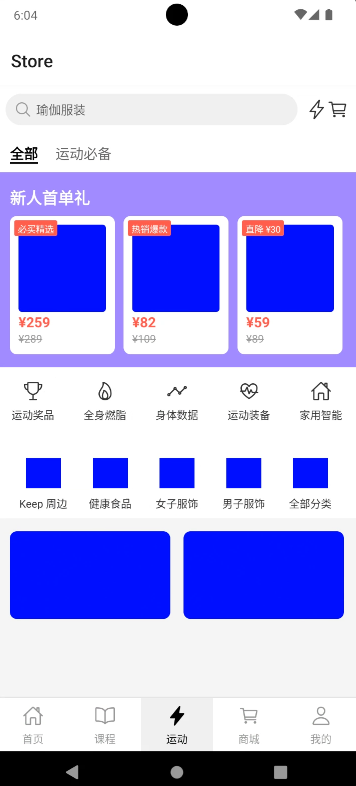 6:04
Store
瑜伽服装
全部 运动必备
新人首单礼
必买精选 热销爆款 直降 ¥30
¥259 ¥82 ¥59
¥289 ¥109 ¥89
运动奖品 全身燃脂 身体数据 运动装备 家用智能
Keep 周边 健康食品 女子服饰 男子服饰 全部分类
首页 课程 运动 商城 我的